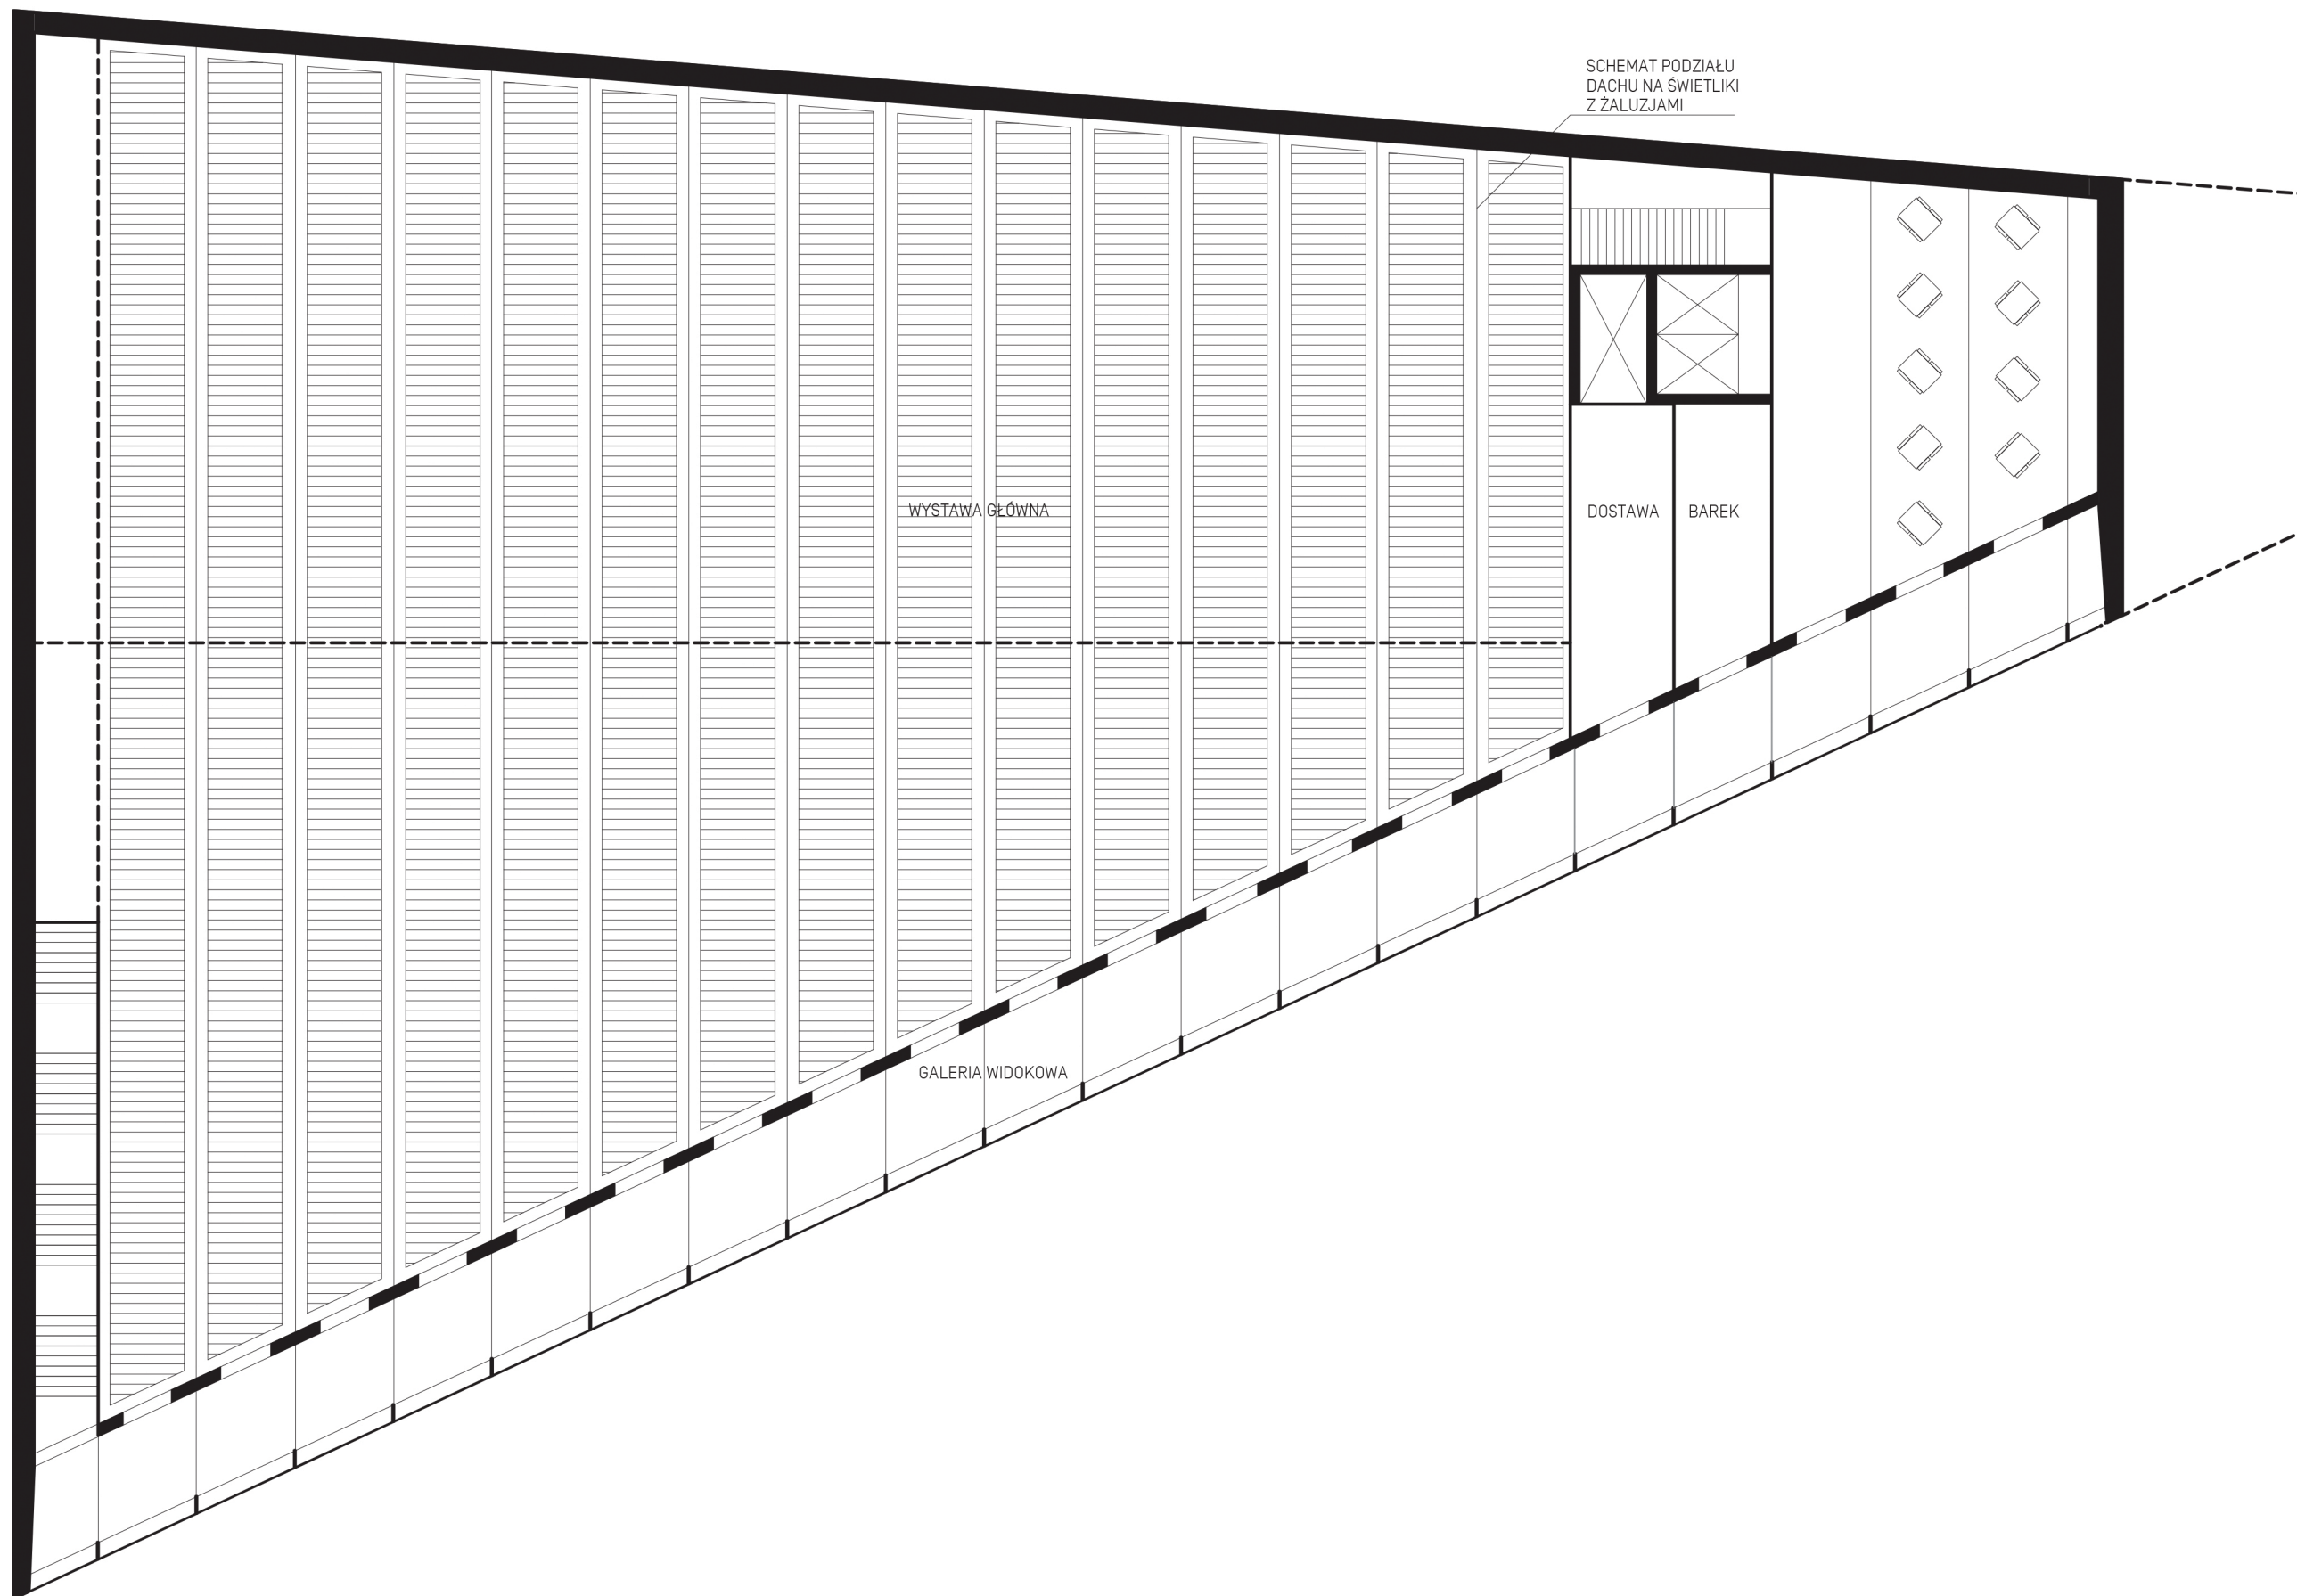 SCHEMAT PODZIAŁU
DACHU NA ŚWIETLIKI
Z ŻALUZJAMI
WYSTAWA GŁÓWNA
DOSTAWA
BAREK
GALERIA WIDOKOWA